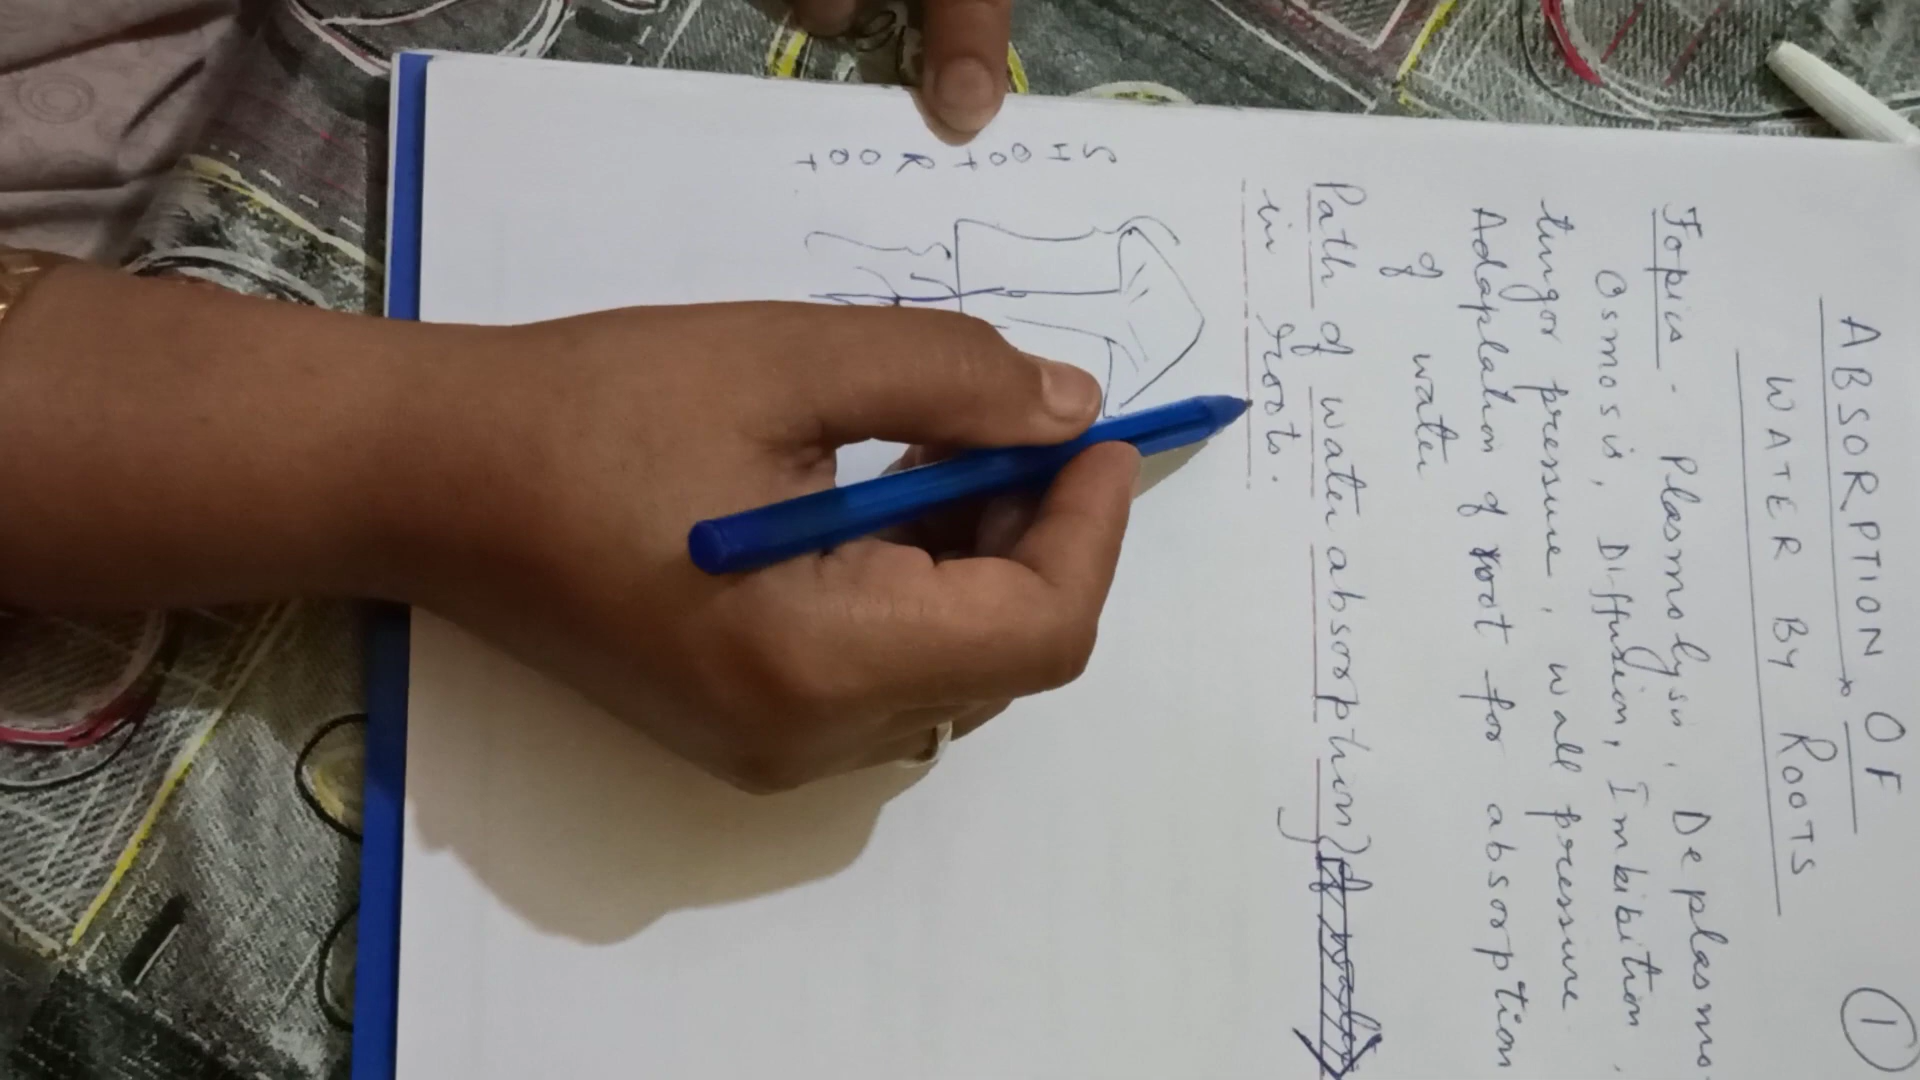 ABSORPTION OF
WATER BY ROOTS
1
Topics - Plasmolysis, Deplasmo
Osmosis, Diffusion, Imbibition,
turgor pressure, wall pressure
Adaptation of root for absorption
of water
Path of water absorption
in roots.
SHOOT
ROOT